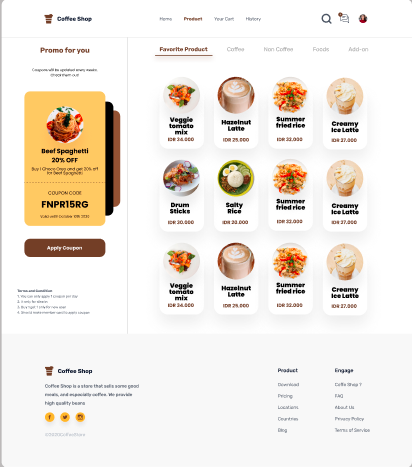 Coffee Shop
Home
Product
Your Cart
History
Promo for you
Coupons will be updated every weeks.
Check them out!
Beef Spaghetti
20% OFF
Buy 1 Choco Oreo and get 20% off
for Beef Spaghetti
COUPON CODE
FNPR15RG
Valid until October 10th 2020
Apply Coupon
Terms and Condition
1. You can only apply 1 coupon per day
2. It only for dine in
3. Buy 1 get 1 only for new user
4. Should make member card to apply coupon
Favorite Product
Coffee
Non Coffee
Foods
Add-on
Veggie
tomato
mix
IDR 34.000
Hazelnut
Latte
IDR 25.000
Summer
fried rice
IDR 32.000
Creamy
Ice Latte
IDR 27.000
Drum
Sticks
IDR 30.000
Salty
Rice
IDR 20.000
Summer
fried rice
IDR 32.000
Creamy
Ice Latte
IDR 27.000
Veggie
tomato
mix
IDR 34.000
Hazelnut
Latte
IDR 25.000
Summer
fried rice
IDR 32.000
Creamy
Ice Latte
IDR 27.000
Coffee Shop
Coffee Shop is a store that sells some good
meals, and especially coffee. We provide
high quality beans
©2020CoffeeStore
Product
Download
Pricing
Locations
Countries
Blog
Engage
Coffe Shop ?
FAQ
About Us
Privacy Policy
Terms of Service